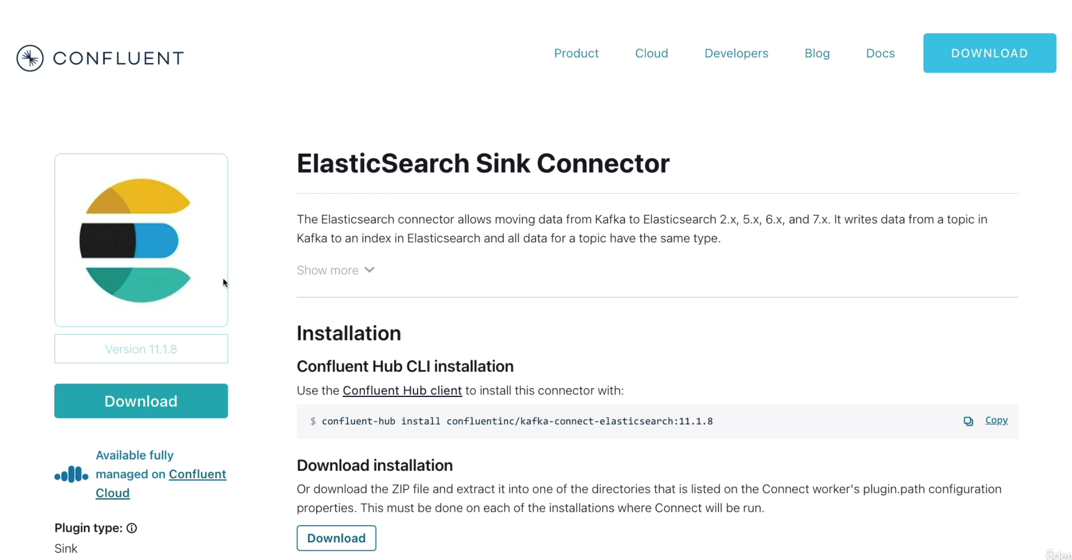 CONFLUENT
Product
Cloud
Developers
Blog
Docs
DOWNLOAD
Version 11.1.8
Download
Available fully
managed on Confluent
Cloud
Plugin type:
Sink
ElasticSearch Sink Connector
The Elasticsearch connector allows moving data from Kafka to Elasticsearch 2.x, 5.x, 6.x, and 7.x. It writes data from a topic in
Kafka to an index in Elasticsearch and all data for a topic have the same type.
Show more
Installation
Confluent Hub CLI installation
Use the Confluent Hub client to install this connector with:
$ confluent-hub install confluentinc/kafka-connect-elasticsearch:11.1.8
Copy
Download installation
Or download the ZIP file and extract it into one of the directories that is listed on the Connect worker's plugin.path configuration
properties. This must be done on each of the installations where Connect will be run.
Download